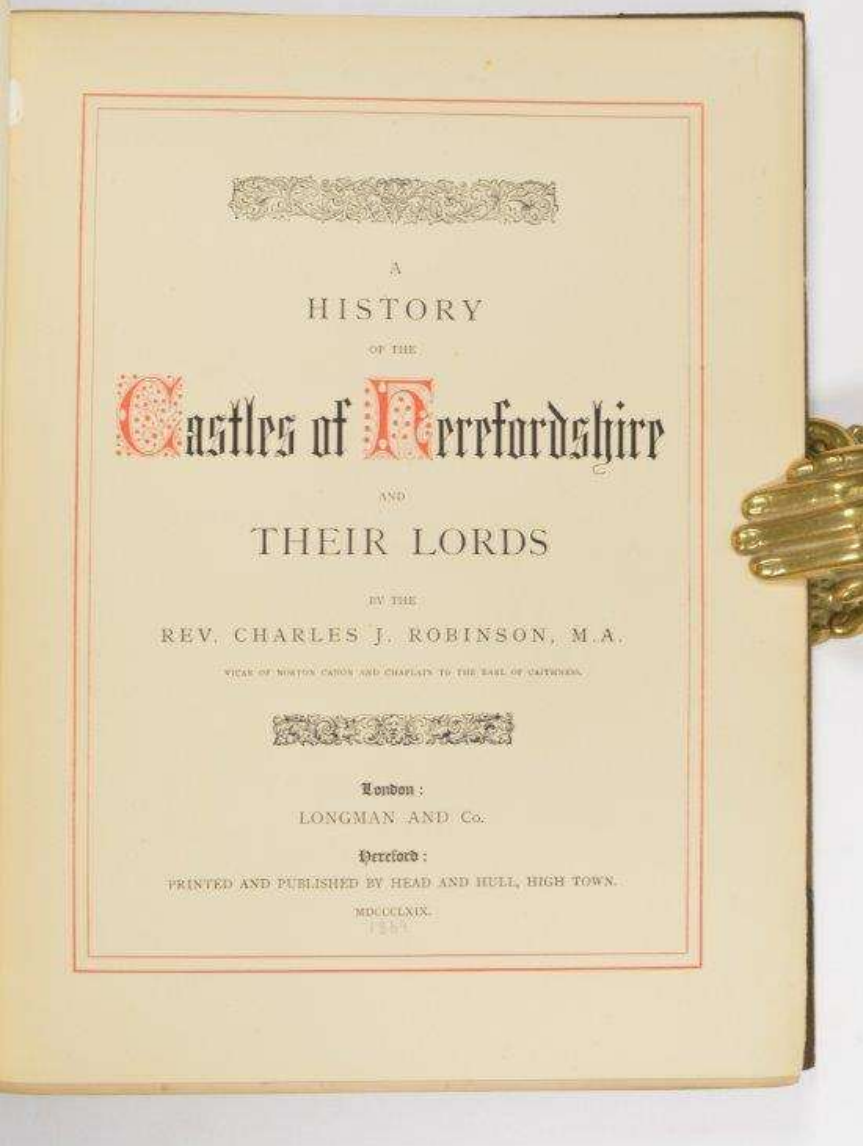 A
HISTORY
OF THE
Castles of Herefordshire
AND
THEIR LORDS
BY THE
REV. CHARLES J. ROBINSON, M.A.
VICAR OF NORTON CANON AND CHAPLAIN TO THE EARL OF CAITHNESS.
London:
LONGMAN AND Co.
Hereford:
PRINTED AND PUBLISHED BY HEAD AND HULL, HIGH TOWN.
MDCCCLXIX.
1869